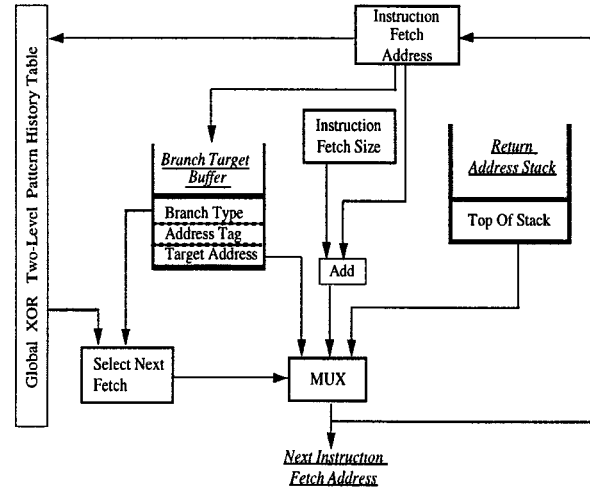 Global XOR Two-Level Pattern History Table
Instruction
Fetch
Address
Branch Target
Buffer
Branch Type
Address Tag
Target Address
Instruction
Fetch Size
Return
Address Stack
Top Of Stack
Add
Select Next
Fetch
MUX
Next Instruction
Fetch Address